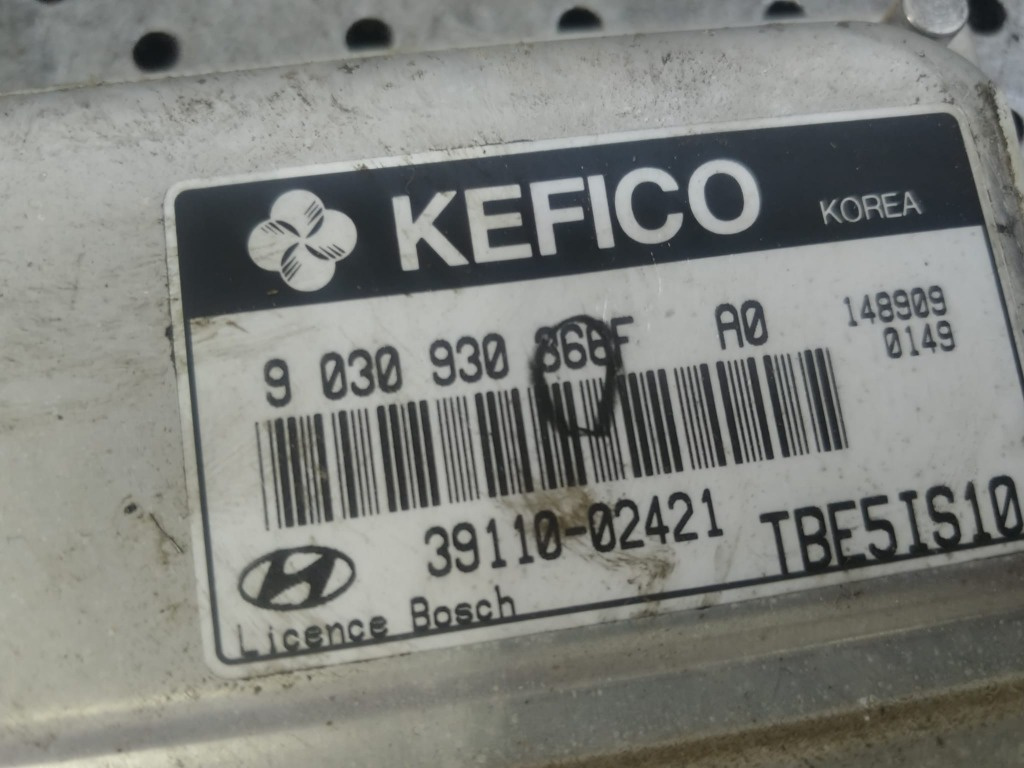 KEFICO KOREA
9 030 930 A0 148909
0149
39110-02421 TBE5IS10
Licence Bosch